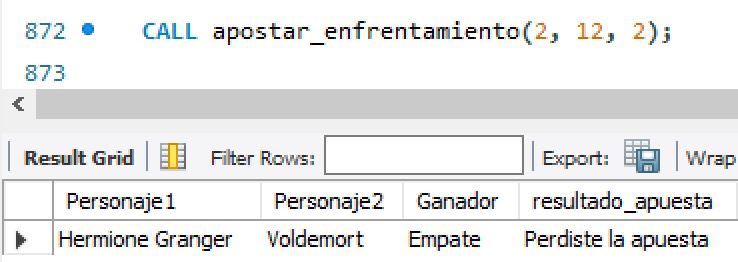 872 CALL apostar_enfrentamiento(2, 12, 2);
873
Result Grid Filter Rows: Export: Wrap
Personaje1 Personaje2 Ganador resultado_apuesta
Hermione Granger Voldemort Empate Perdiste la apuesta